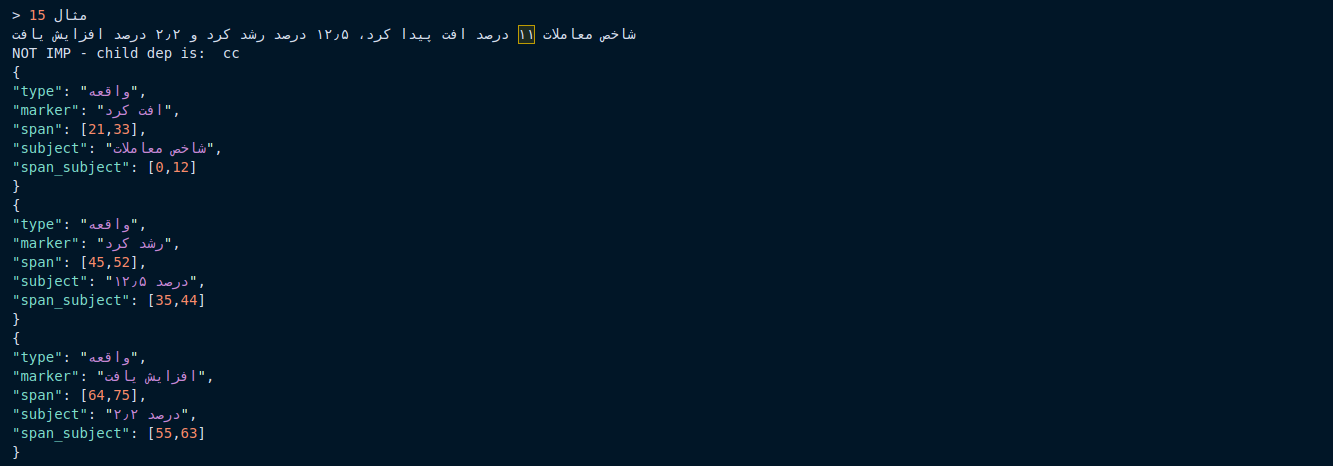 > مثال 15
شاخص معاملات ۱۱ درصد افت پیدا کرد، ۱۲٫۵ درصد رشد کرد و ۲٫۲ درصد افزایش یافت
NOT IMP - child dep is:  cc
{
"type": "واقعه",
"marker": "افت کرد",
"span": [21,33],
"subject": "شاخص معاملات",
"span_subject": [0,12]
}
{
"type": "واقعه",
"marker": "رشد کرد",
"span": [45,52],
"subject": "۱۲٫۵ درصد",
"span_subject": [35,44]
}
{
"type": "واقعه",
"marker": "افزایش یافت",
"span": [64,75],
"subject": "۲٫۲ درصد",
"span_subject": [55,63]
}